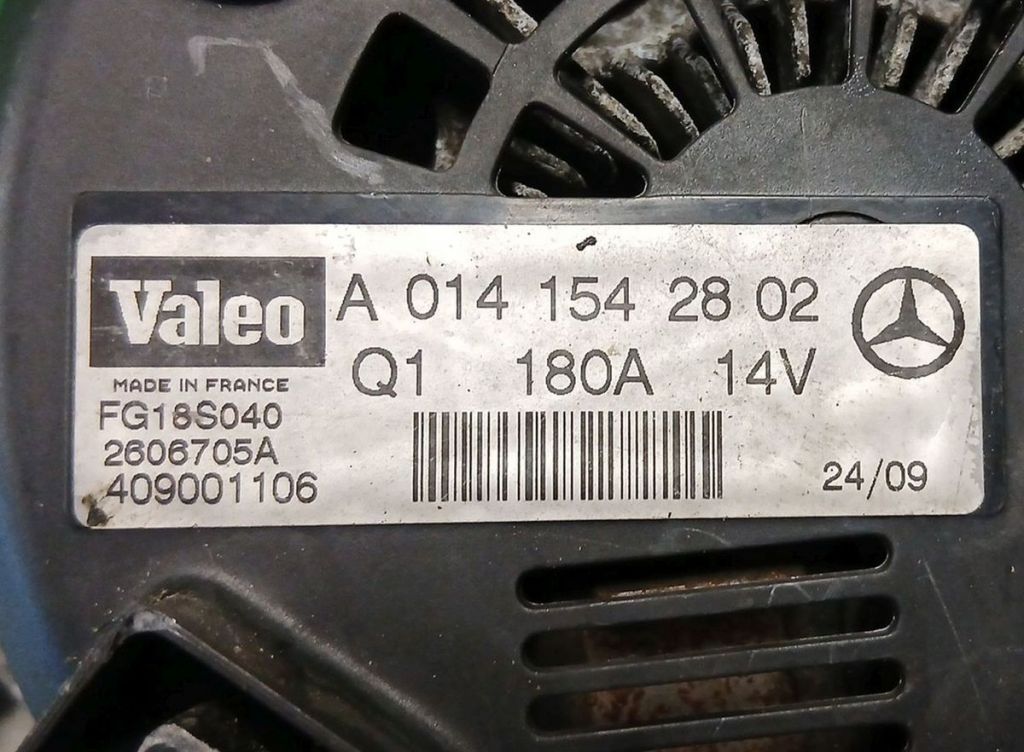 Valeo
A 014 154 28 02
Q1 180A 14V
MADE IN FRANCE
FG18S040
2606705A
409001106
24/09